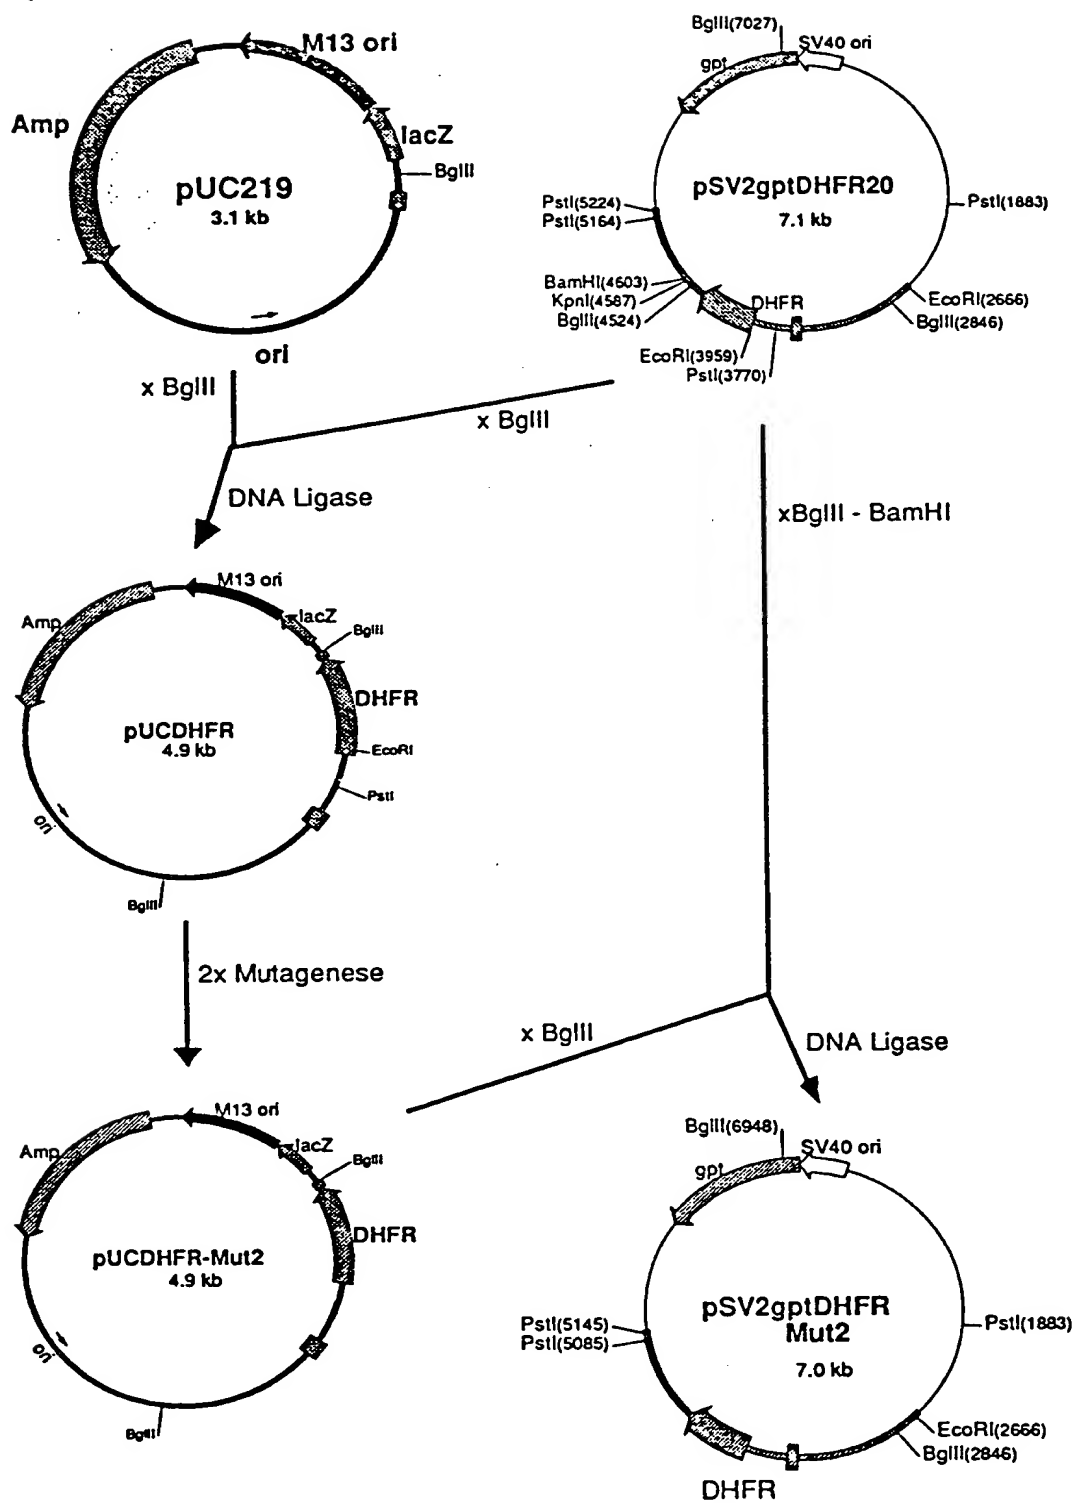 M13 ori
Amp
lacZ
BglII
pUC219
3.1 kb
ori
BglII(7027)
SV40 ori
gpt
pSV2gptDHFR20
7.1 kb
PstI(5224)
PstI(5164)
PstI(1883)
BamHI(4603)
KpnI(4587)
BglII(4524)
DHFR
EcoRI(2666)
BglII(2846)
EcoRI(3959)
PstI(3770)
x BglII
x BglII
DNA Ligase
xBglII - BamHI
M13 ori
Amp
lacZ
BglII
DHFR
pUCDHFR
4.9 kb
EcoRI
PstI
ori
BglII
2x Mutagenese
x BglII
DNA Ligase
M13 ori
Amp
lacZ
BglII
DHFR
pUCDHFR-Mut2
4.9 kb
ori
BglII
BglII(6948)
SV40 ori
gpt
pSV2gptDHFR
Mut2
7.0 kb
PstI(5145)
PstI(5085)
PstI(1883)
EcoRI(2666)
BglII(2846)
DHFR